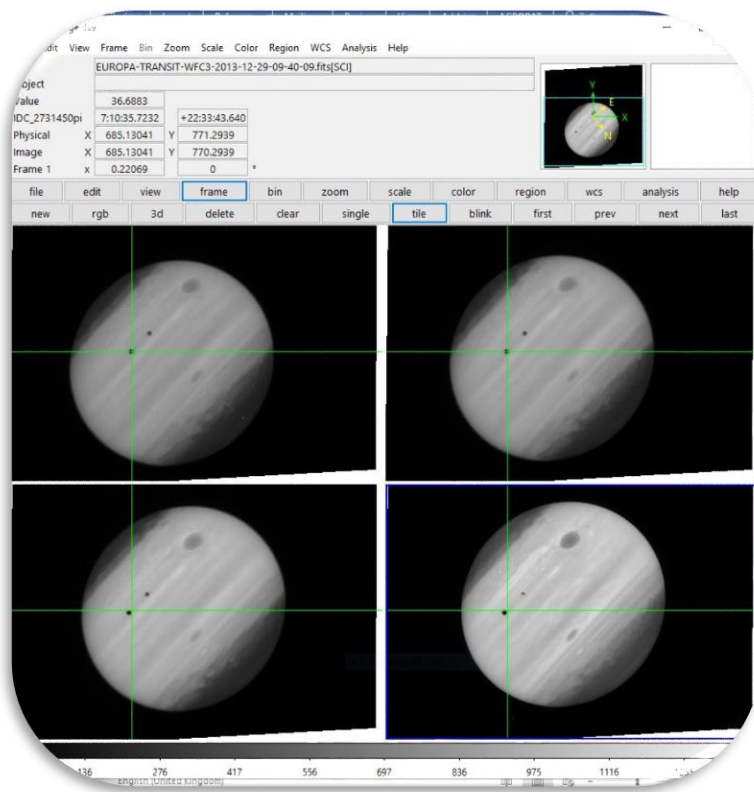 View Frame Bin Zoom Scale Color Region WCS Analysis Help
EUROPA-TRANSIT-WFC3-2013-12-29-09-40-09.fits[SCI]
IDC_2731450pi 7:10:35.7232 +22:33:43.640
36.6883
Physical X 685.13041 Y 771.2939
Image X 685.13041 Y 770.2939
Frame 1 x 0.22069 0 °
Y
E
X
N
file edit view frame bin zoom scale color region wcs analysis help
new rgb 3d delete clear single tile blink first prev next last
136 276 417 556 697 836 975 1116
English (United Kingdom)